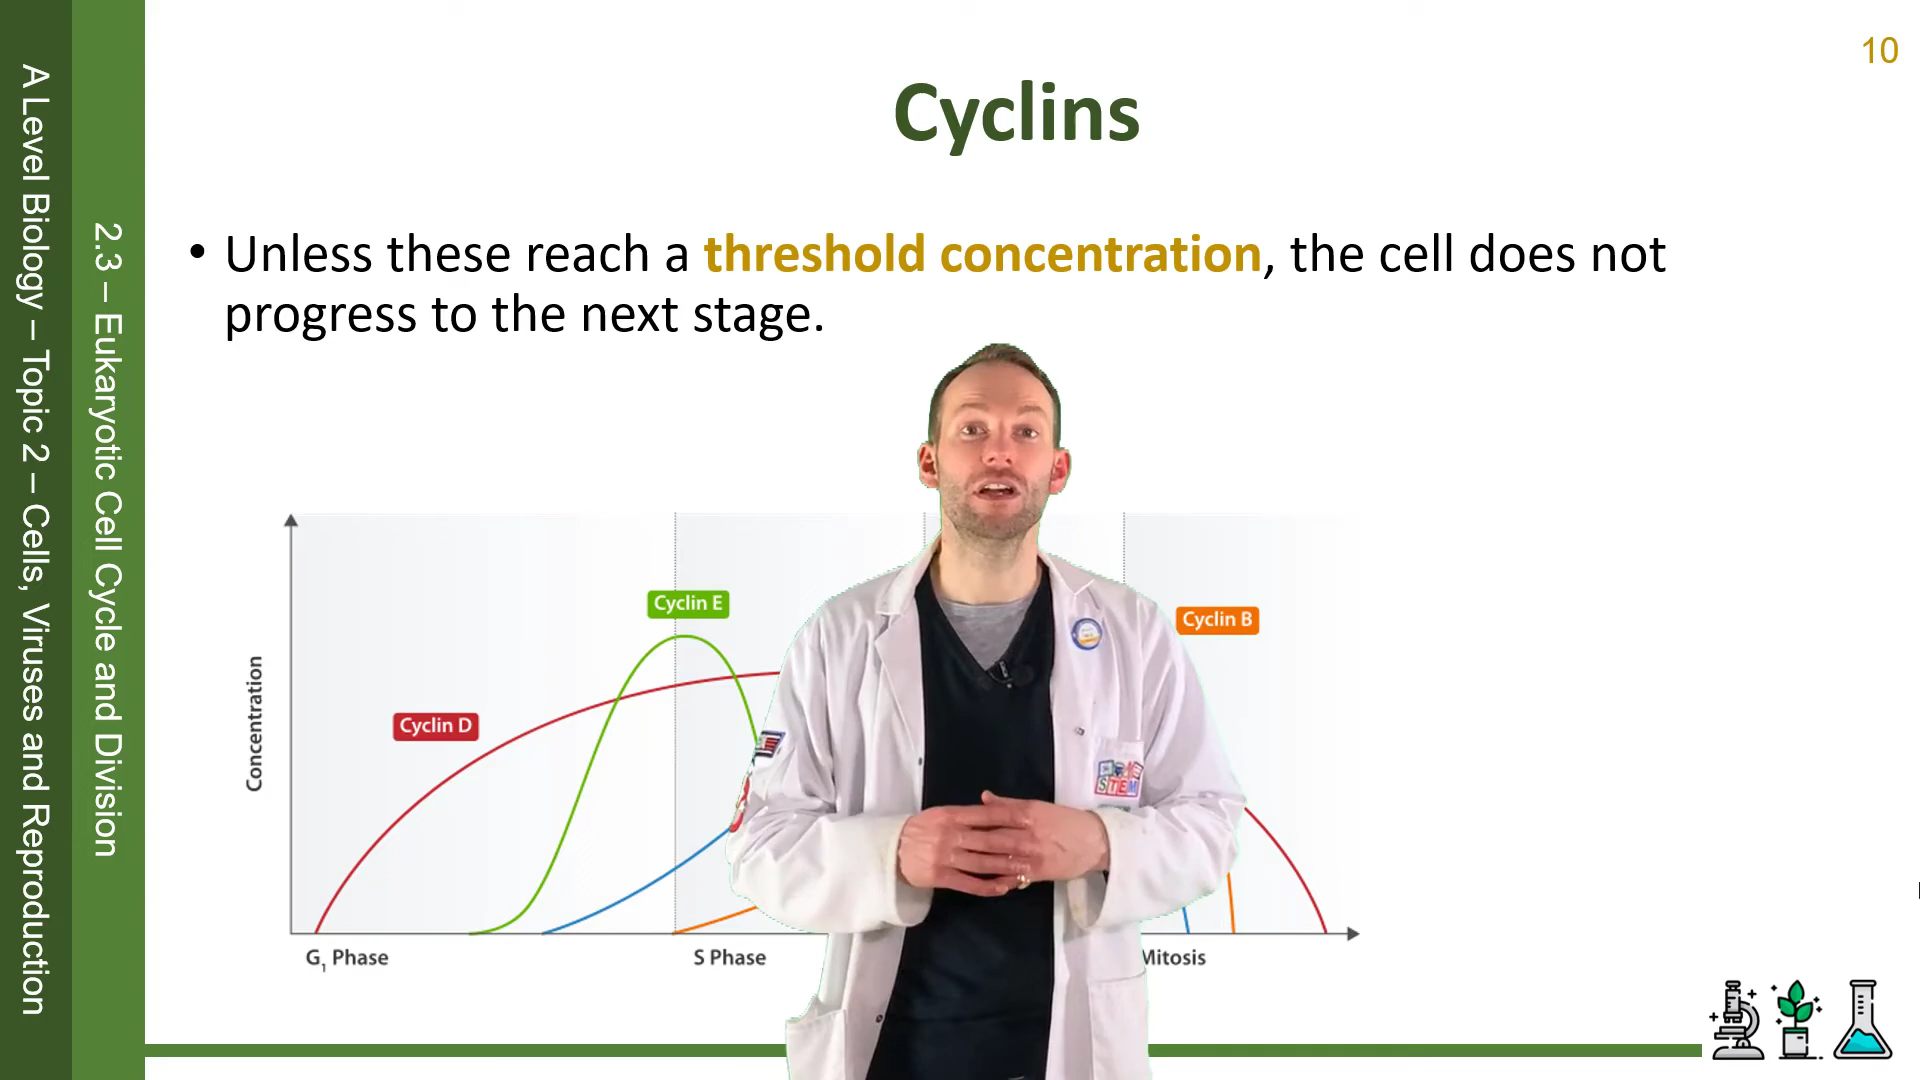 10
Cyclins
• Unless these reach a threshold concentration, the cell does not
progress to the next stage.
A Level Biology – Topic 2 – Cells, Viruses and Reproduction
2.3 – Eukaryotic Cell Cycle and Division
Cyclin E
Cyclin B
Cyclin D
Concentration
G1 Phase
S Phase
Mitosis
STEM